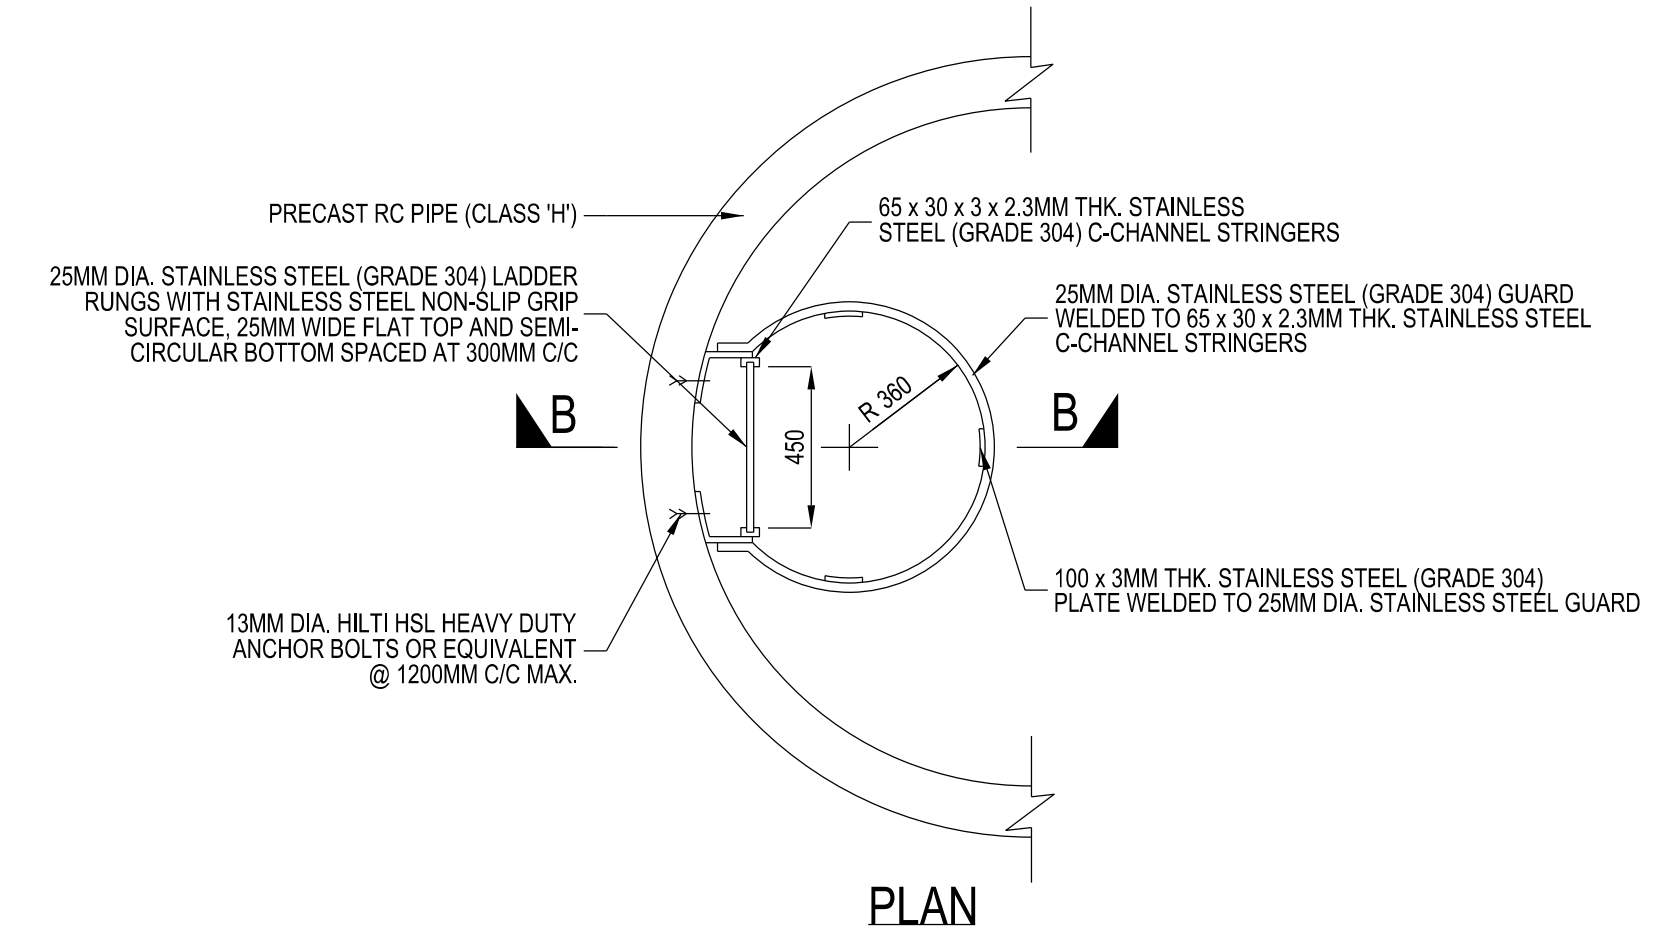 PRECAST RC PIPE (CLASS 'H')
25MM DIA. STAINLESS STEEL (GRADE 304) LADDER
RUNGS WITH STAINLESS STEEL NON-SLIP GRIP
SURFACE, 25MM WIDE FLAT TOP AND SEMI-
CIRCULAR BOTTOM SPACED AT 300MM C/C
65 x 30 x 3 x 2.3MM THK. STAINLESS
STEEL (GRADE 304) C-CHANNEL STRINGERS
25MM DIA. STAINLESS STEEL (GRADE 304) GUARD
WELDED TO 65 x 30 x 2.3MM THK. STAINLESS STEEL
C-CHANNEL STRINGERS
B
450
R 360
B
13MM DIA. HILTI HSL HEAVY DUTY
ANCHOR BOLTS OR EQUIVALENT
@ 1200MM C/C MAX.
100 x 3MM THK. STAINLESS STEEL (GRADE 304)
PLATE WELDED TO 25MM DIA. STAINLESS STEEL GUARD
PLAN